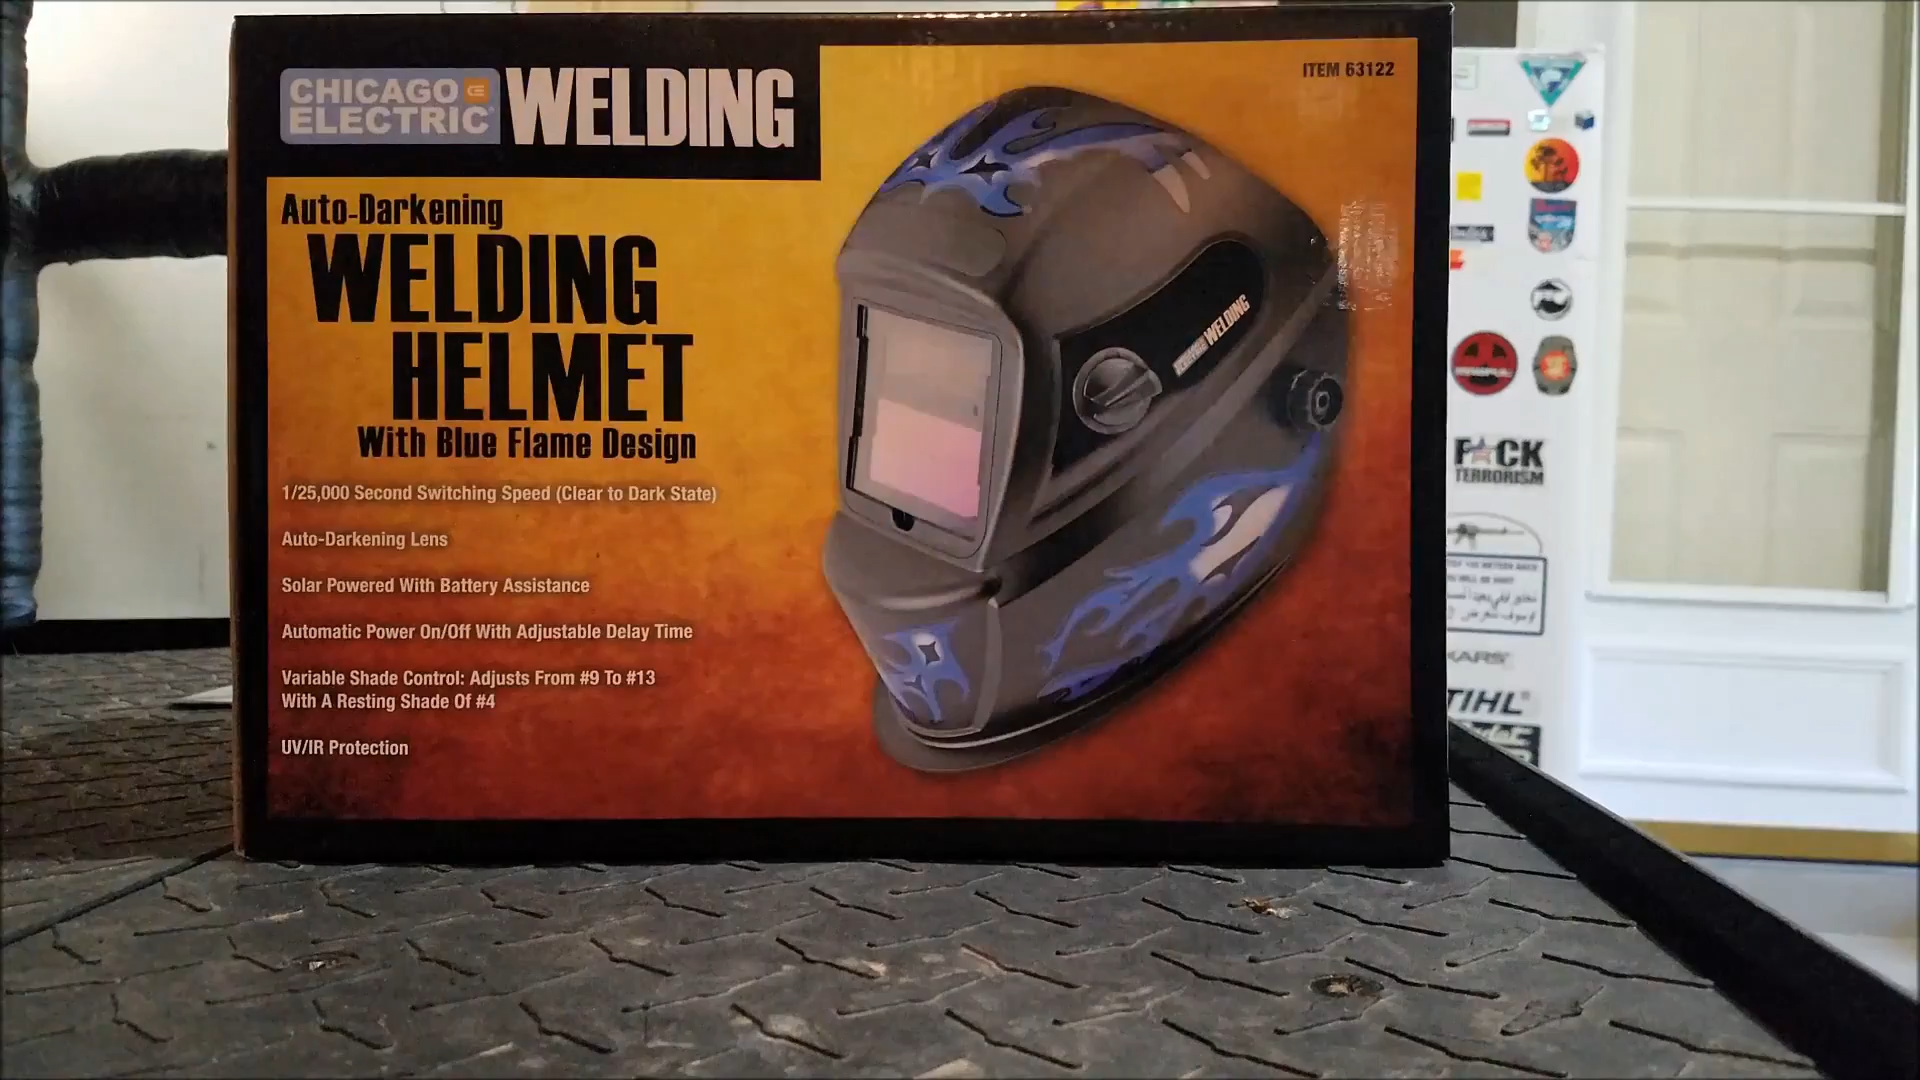 CHICAGO
ELECTRIC
WELDING
ITEM 63122
Auto-Darkening
WELDING
HELMET
With Blue Flame Design
1/25,000 Second Switching Speed (Clear to Dark State)
Auto-Darkening Lens
Solar Powered With Battery Assistance
Automatic Power On/Off With Adjustable Delay Time
Variable Shade Control: Adjusts From #9 To #13
With A Resting Shade Of #4
UV/IR Protection
WELDING
F CK
TERRORISM
KARS
TIHL